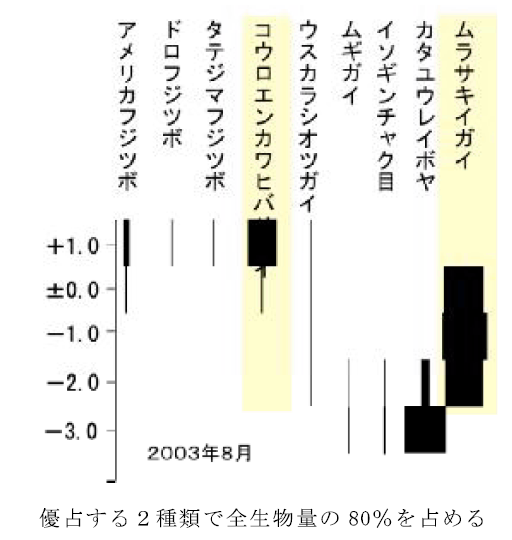 アメリカフジツボ
ドロフジツボ
タテジマフジツボ
コウロエンカワヒバガイ
ウスカラシオツガイ
ムギガイ
イソギンチャク目
カタユウレイボヤ
ムラサキイガイ
+1.0
±0.0
-1.0
-2.0
-3.0
2003年8月
優占する2種類で全生物量の80%を占める